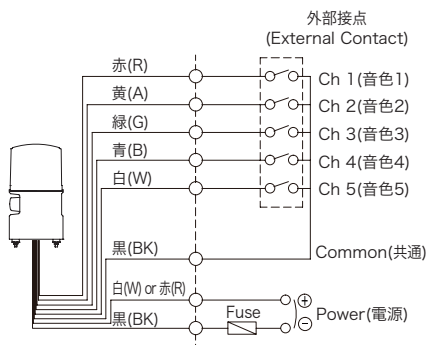 外部接点
(External Contact)
赤(R)
Ch 1(音色1)
黄(A)
Ch 2(音色2)
緑(G)
Ch 3(音色3)
青(B)
Ch 4(音色4)
白(W)
Ch 5(音色5)
黒(BK)
Common(共通)
白(W) or 赤(R)
Fuse
Power(電源)
黒(BK)